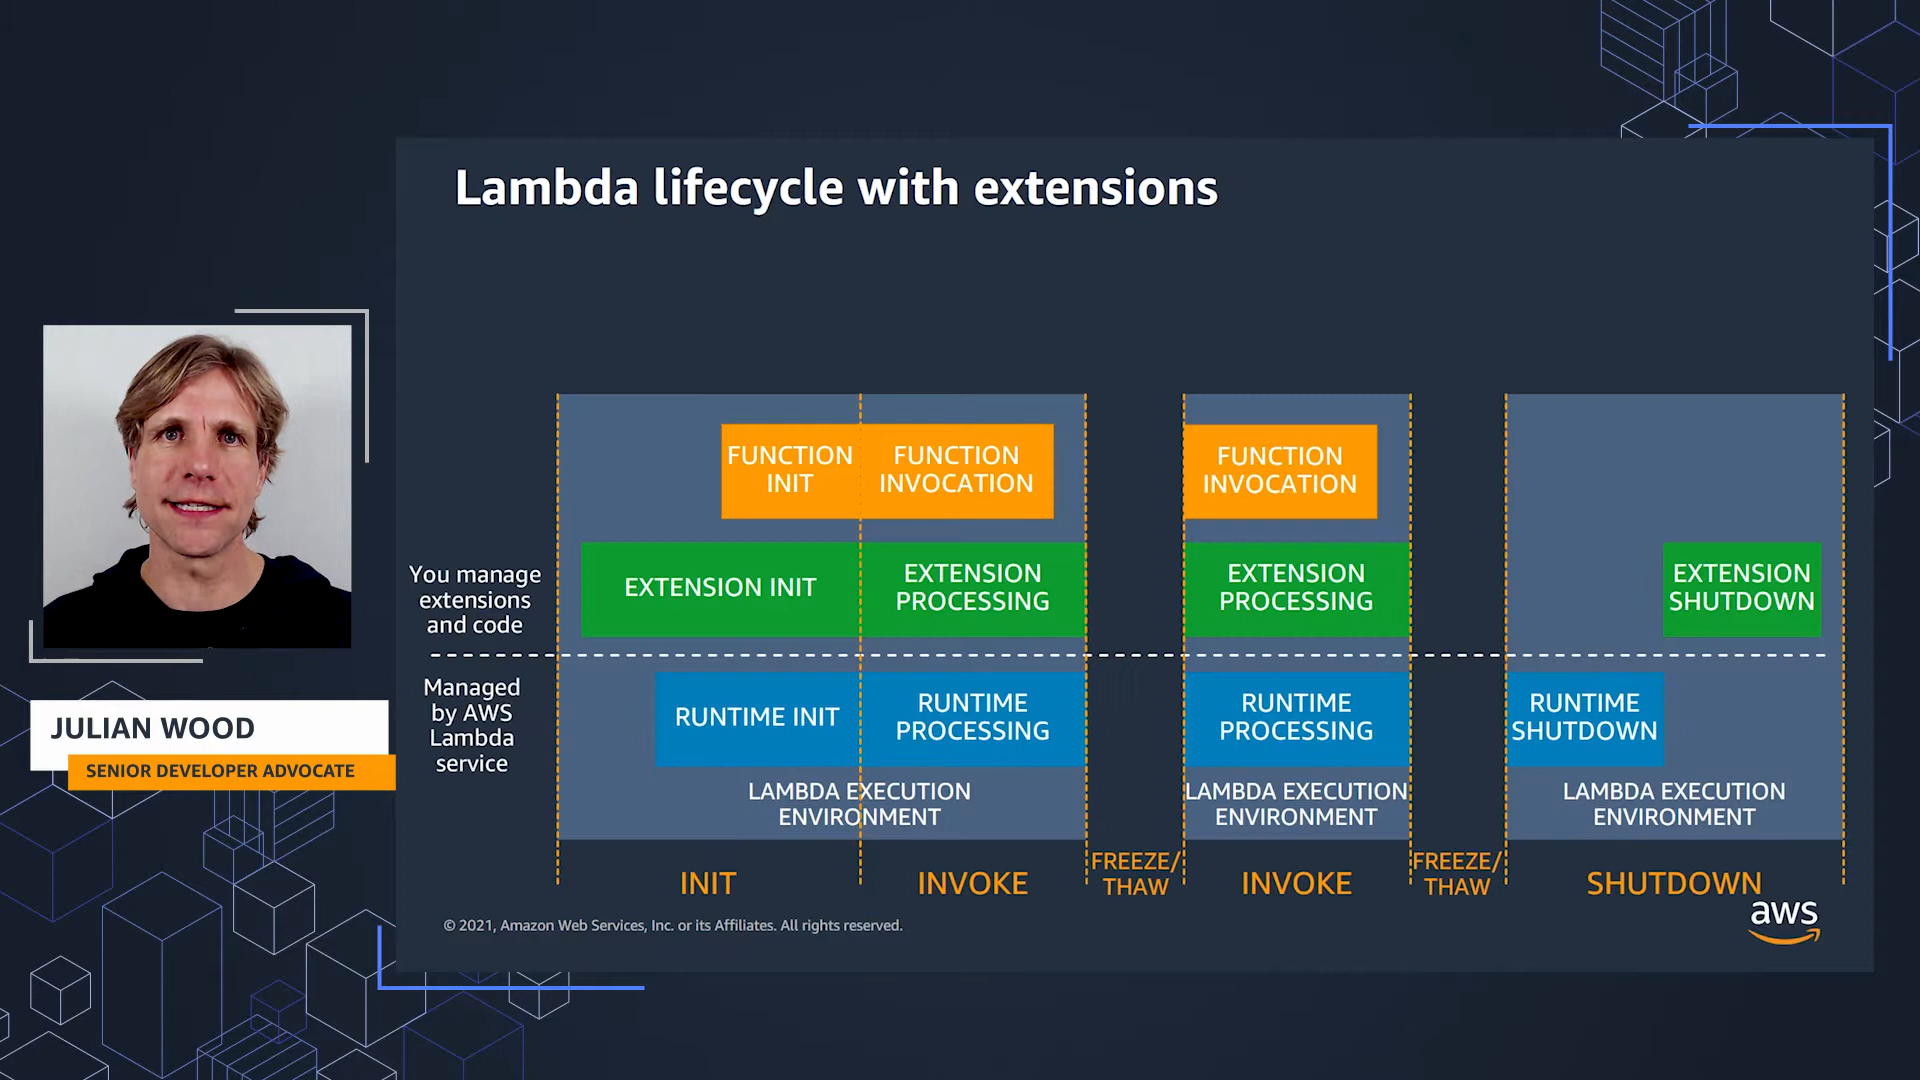 Lambda lifecycle with extensions
FUNCTION
INIT
FUNCTION
INVOCATION
FUNCTION
INVOCATION
You manage
extensions
and code
EXTENSION INIT
EXTENSION
PROCESSING
EXTENSION
PROCESSING
EXTENSION
SHUTDOWN
Managed
by AWS
Lambda
service
RUNTIME INIT
RUNTIME
PROCESSING
RUNTIME
PROCESSING
RUNTIME
SHUTDOWN
LAMBDA EXECUTION
ENVIRONMENT
LAMBDA EXECUTION
ENVIRONMENT
LAMBDA EXECUTION
ENVIRONMENT
INIT
INVOKE
FREEZE/
THAW
INVOKE
FREEZE/
THAW
SHUTDOWN
© 2021, Amazon Web Services, Inc. or its Affiliates. All rights reserved.
aws
JULIAN WOOD
SENIOR DEVELOPER ADVOCATE